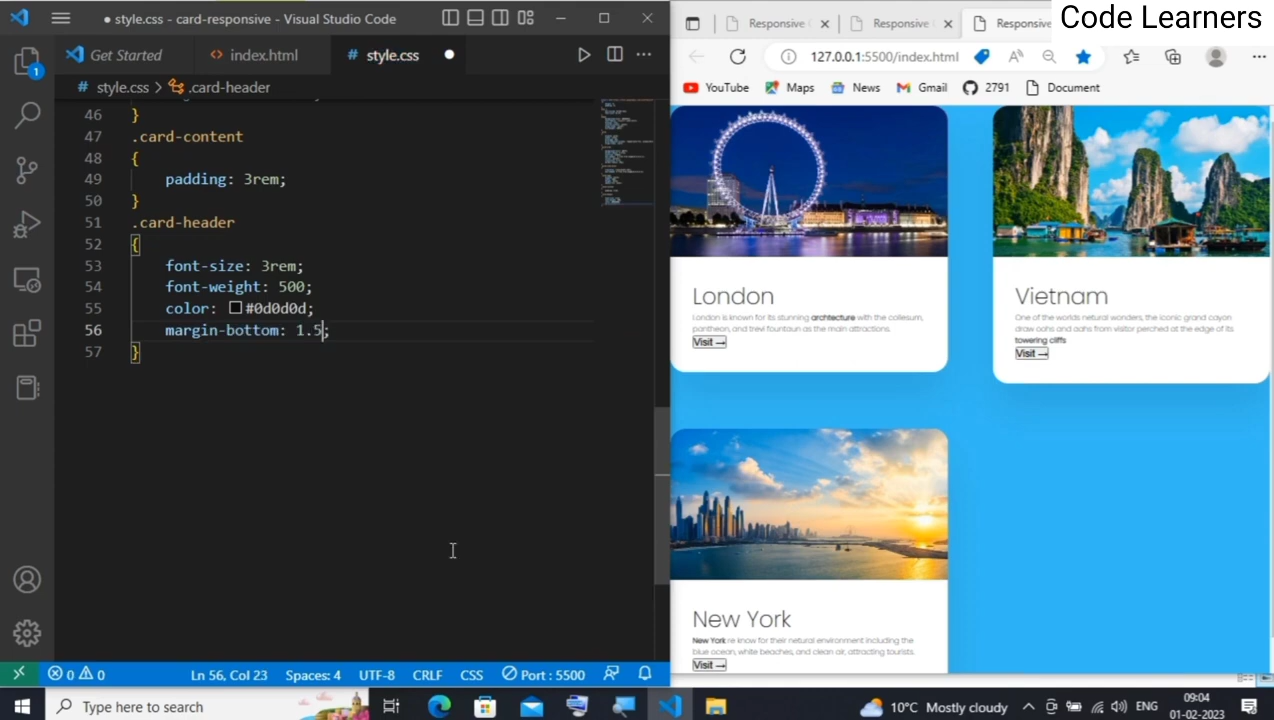 style.css - card-responsive - Visual Studio Code
Get Started
index.html
# style.css
# style.css > .card-header
1
46 }
47 .card-content
48 {
49 padding: 3rem;
50 }
51 .card-header
52 {
53 font-size: 3rem;
54 font-weight: 500;
55 color: #0d0d0d;
56 margin-bottom: 1.5;
57 }
0 0
Ln 56, Col 23
Spaces: 4
UTF-8
CRLF
CSS
Port : 5500
Responsive
Responsive
Responsive
Code Learners
127.0.0.1:5500/index.html
YouTube
Maps
News
Gmail
2791
Document
London
London is known for its stunning architecture with the collesium,
pantheon, and trevi fountaun as the main attractions.
Visit →
Vietnam
One of the worlds netural wonders, the iconic grand cayon
draw oohs and aahs from visitor perched at the edge of its
towering cliffs
Visit →
New York
New York re know for their netural environment including the
blue ocean, white beaches, and clean air, attracting tourists.
Visit →
Type here to search
10°C Mostly cloudy
ENG
09:04
01-02-2023